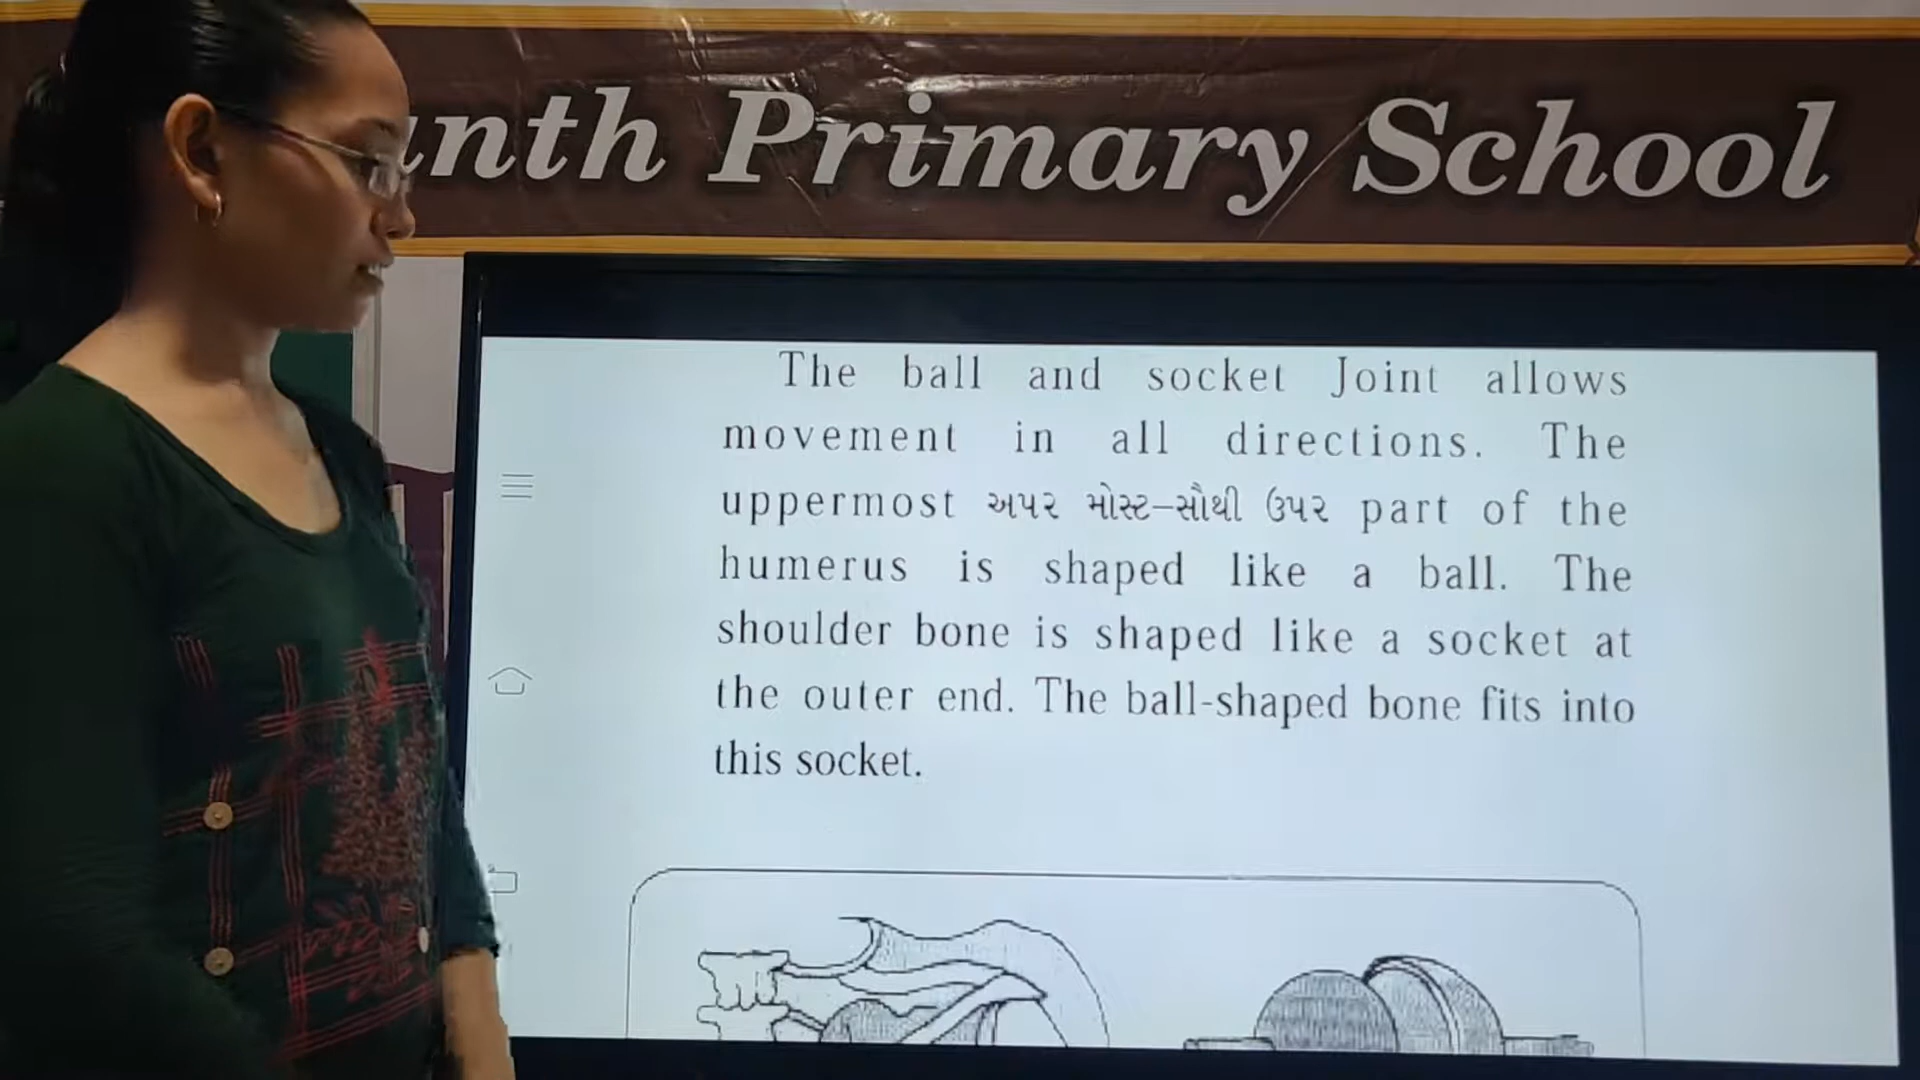 Primary School
The ball and socket Joint allows
movement in all directions. The
uppermost અપર મોસ્ટ–સૌથી ઉપર part of the
humerus is shaped like a ball. The
shoulder bone is shaped like a socket at
the outer end. The ball-shaped bone fits into
this socket.